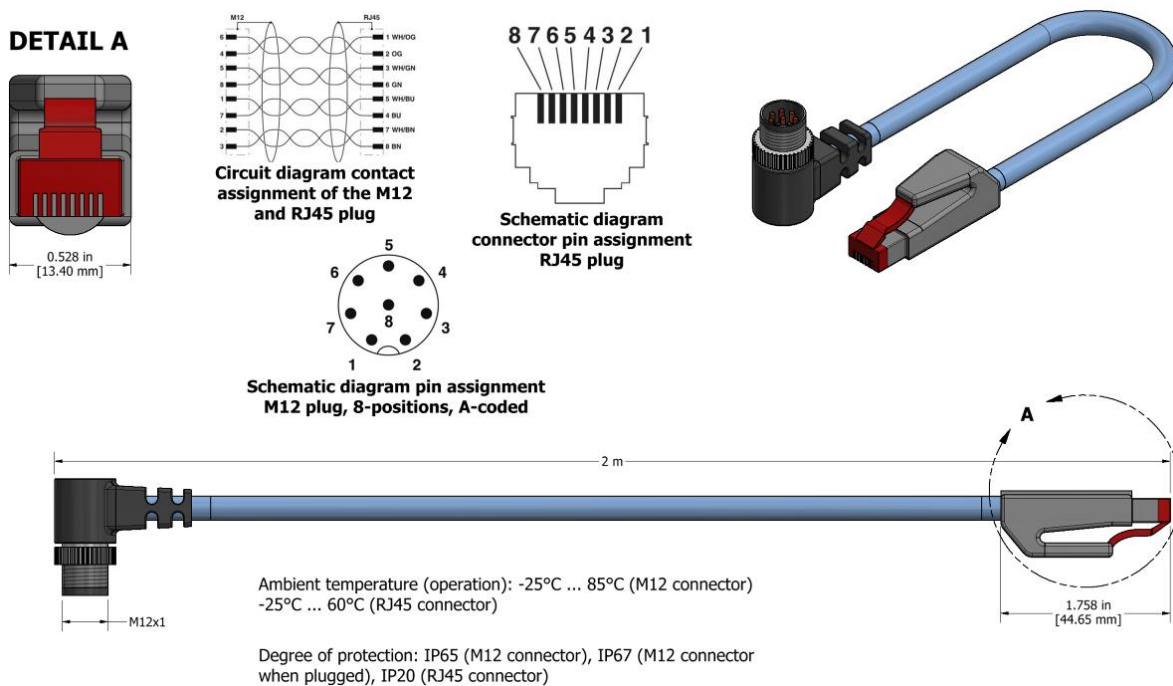 DETAIL A
0.528 in
[13.40 mm]
M12 RJ45
6 1 WH/OG
4 2 OG
5 3 WH/GN
8 6 GN
1 5 WH/BU
7 4 BU
2 7 WH/BN
3 8 BN
Circuit diagram contact
assignment of the M12
and RJ45 plug
8 7 6 5 4 3 2 1
Schematic diagram
connector pin assignment
RJ45 plug
5
6 4
8
7 3
1 2
Schematic diagram pin assignment
M12 plug, 8-positions, A-coded
A
2 m
M12x1
1.758 in
[44.65 mm]
Ambient temperature (operation): -25°C ... 85°C (M12 connector)
-25°C ... 60°C (RJ45 connector)
Degree of protection: IP65 (M12 connector), IP67 (M12 connector
when plugged), IP20 (RJ45 connector)